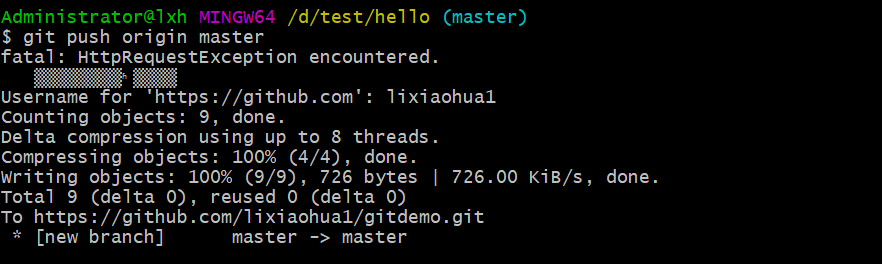 Administrator@lxh MINGW64 /d/test/hello (master)
$ git push origin master
fatal: HttpRequestException encountered.
Username for 'https://github.com': lixiaohua1
Counting objects: 9, done.
Delta compression using up to 8 threads.
Compressing objects: 100% (4/4), done.
Writing objects: 100% (9/9), 726 bytes | 726.00 KiB/s, done.
Total 9 (delta 0), reused 0 (delta 0)
To https://github.com/lixiaohua1/gitdemo.git
 * [new branch]      master -> master